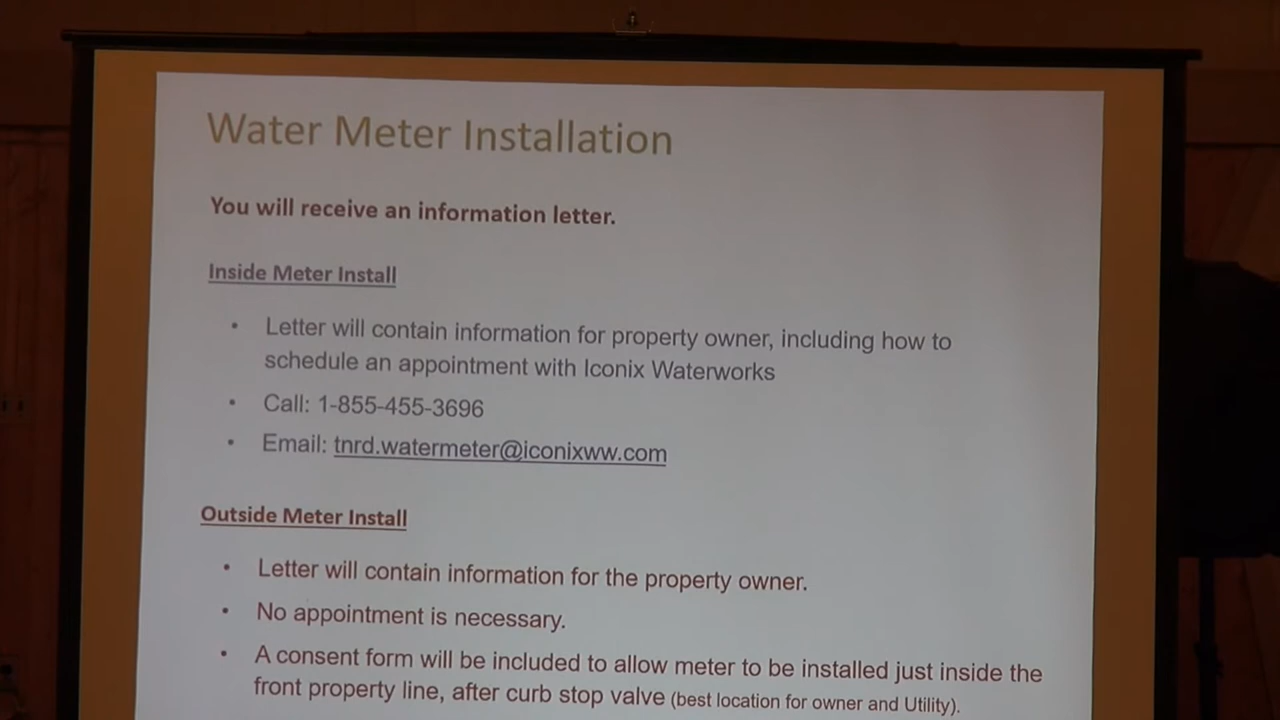 Water Meter Installation
You will receive an information letter.
Inside Meter Install
• Letter will contain information for property owner, including how to
schedule an appointment with Iconix Waterworks
• Call: 1-855-455-3696
• Email: tnrd.watermeter@iconixww.com
Outside Meter Install
• Letter will contain information for the property owner.
• No appointment is necessary.
• A consent form will be included to allow meter to be installed just inside the
front property line, after curb stop valve (best location for owner and Utility).